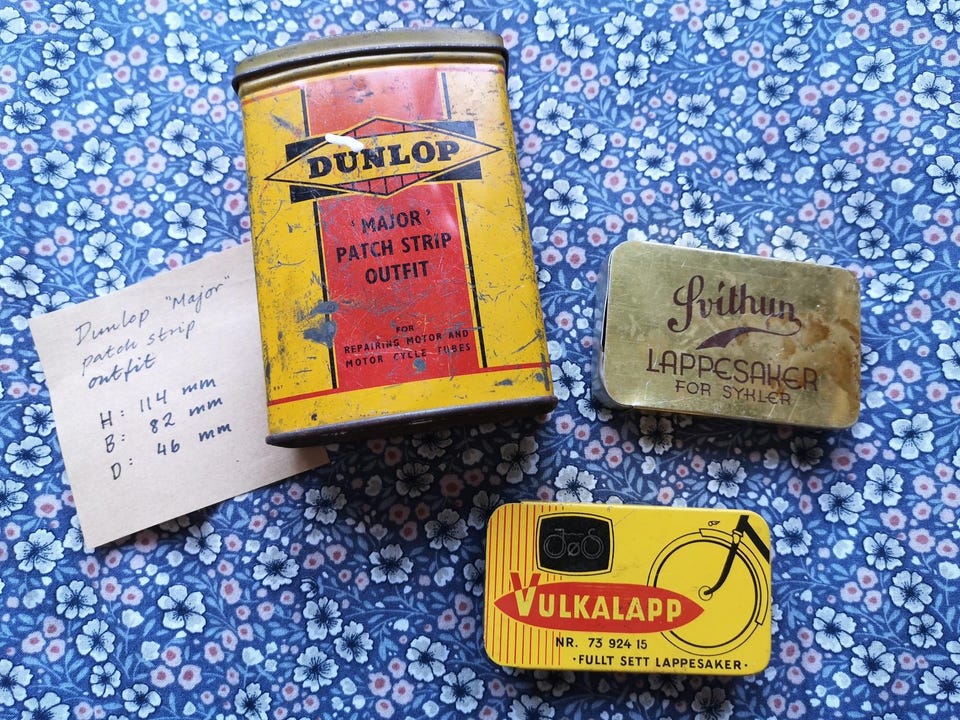 DUNLOP
'MAJOR'
PATCH STRIP
OUTFIT
FOR
REPAIRING MOTOR AND
MOTOR CYCLE TUBES
Dunlop "Major"
patch strip
outfit
H: 114 mm
B: 82 mm
D: 46 mm
Svithun
LAPPESAKER
FOR SYKLER
DøS
VULKALAPP
NR. 73 924 15
·FULLT SETT LAPPESAKER·